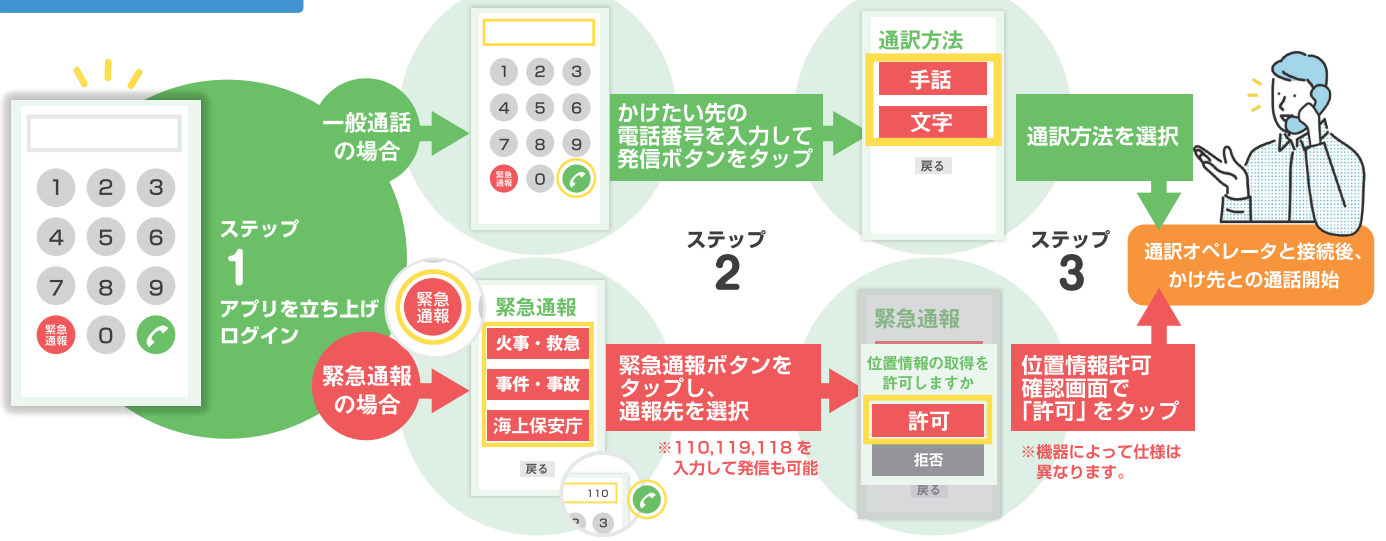 1 2 3
4 5 6
7 8 9
緊急
通報
0
ステップ
1
アプリを立ち上げ
ログイン
一般通話
の場合
1 2 3
4 5 6
7 8 9
緊急
通報
0
かけたい先の
電話番号を入力して
発信ボタンをタップ
通訳方法
手話
文字
戻る
通訳方法を選択
ステップ
2
ステップ
3
通訳オペレータと接続後、
かけ先との通話開始
緊急
通報
緊急通報
の場合
緊急通報
火事・救急
事件・事故
海上保安庁
戻る
110
2 3
緊急通報ボタンを
タップし、
通報先を選択
※110,119,118 を
入力して発信も可能
緊急通報
位置情報の取得を
許可しますか
許可
拒否
戻る
位置情報許可
確認画面で
「許可」をタップ
※機器によって仕様は
異なります。